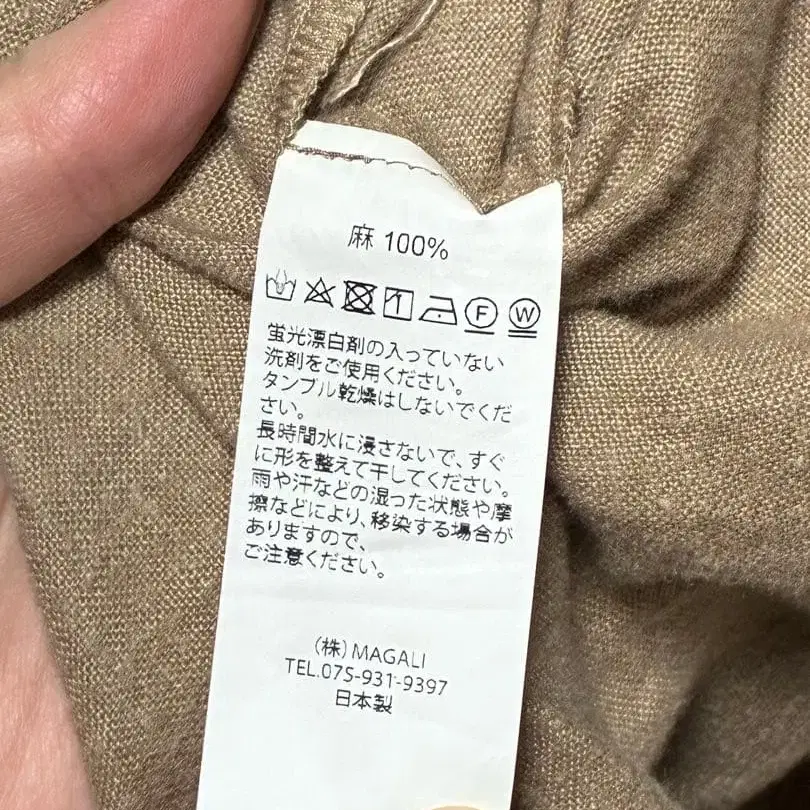 麻 100%
F W
蛍光漂白剤の入っていない
洗剤をご使用ください。
タンブル乾燥はしないでくだ
さい。
長時間水に浸さないで、すぐ
に形を整えて干してください。
雨や汗などの湿った状態や摩
擦などにより、移染する場合が
ありますので、
ご注意ください。
(株)MAGALI
TEL.075-931-9397
日本製